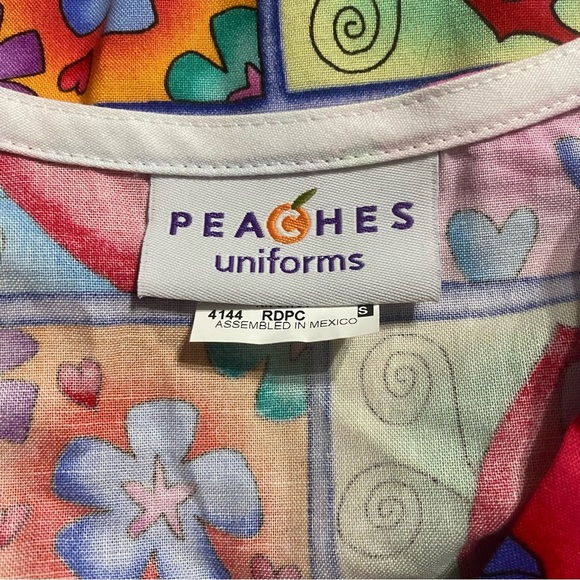 PEACHES
uniforms
4144 RDPC S
ASSEMBLED IN MEXICO